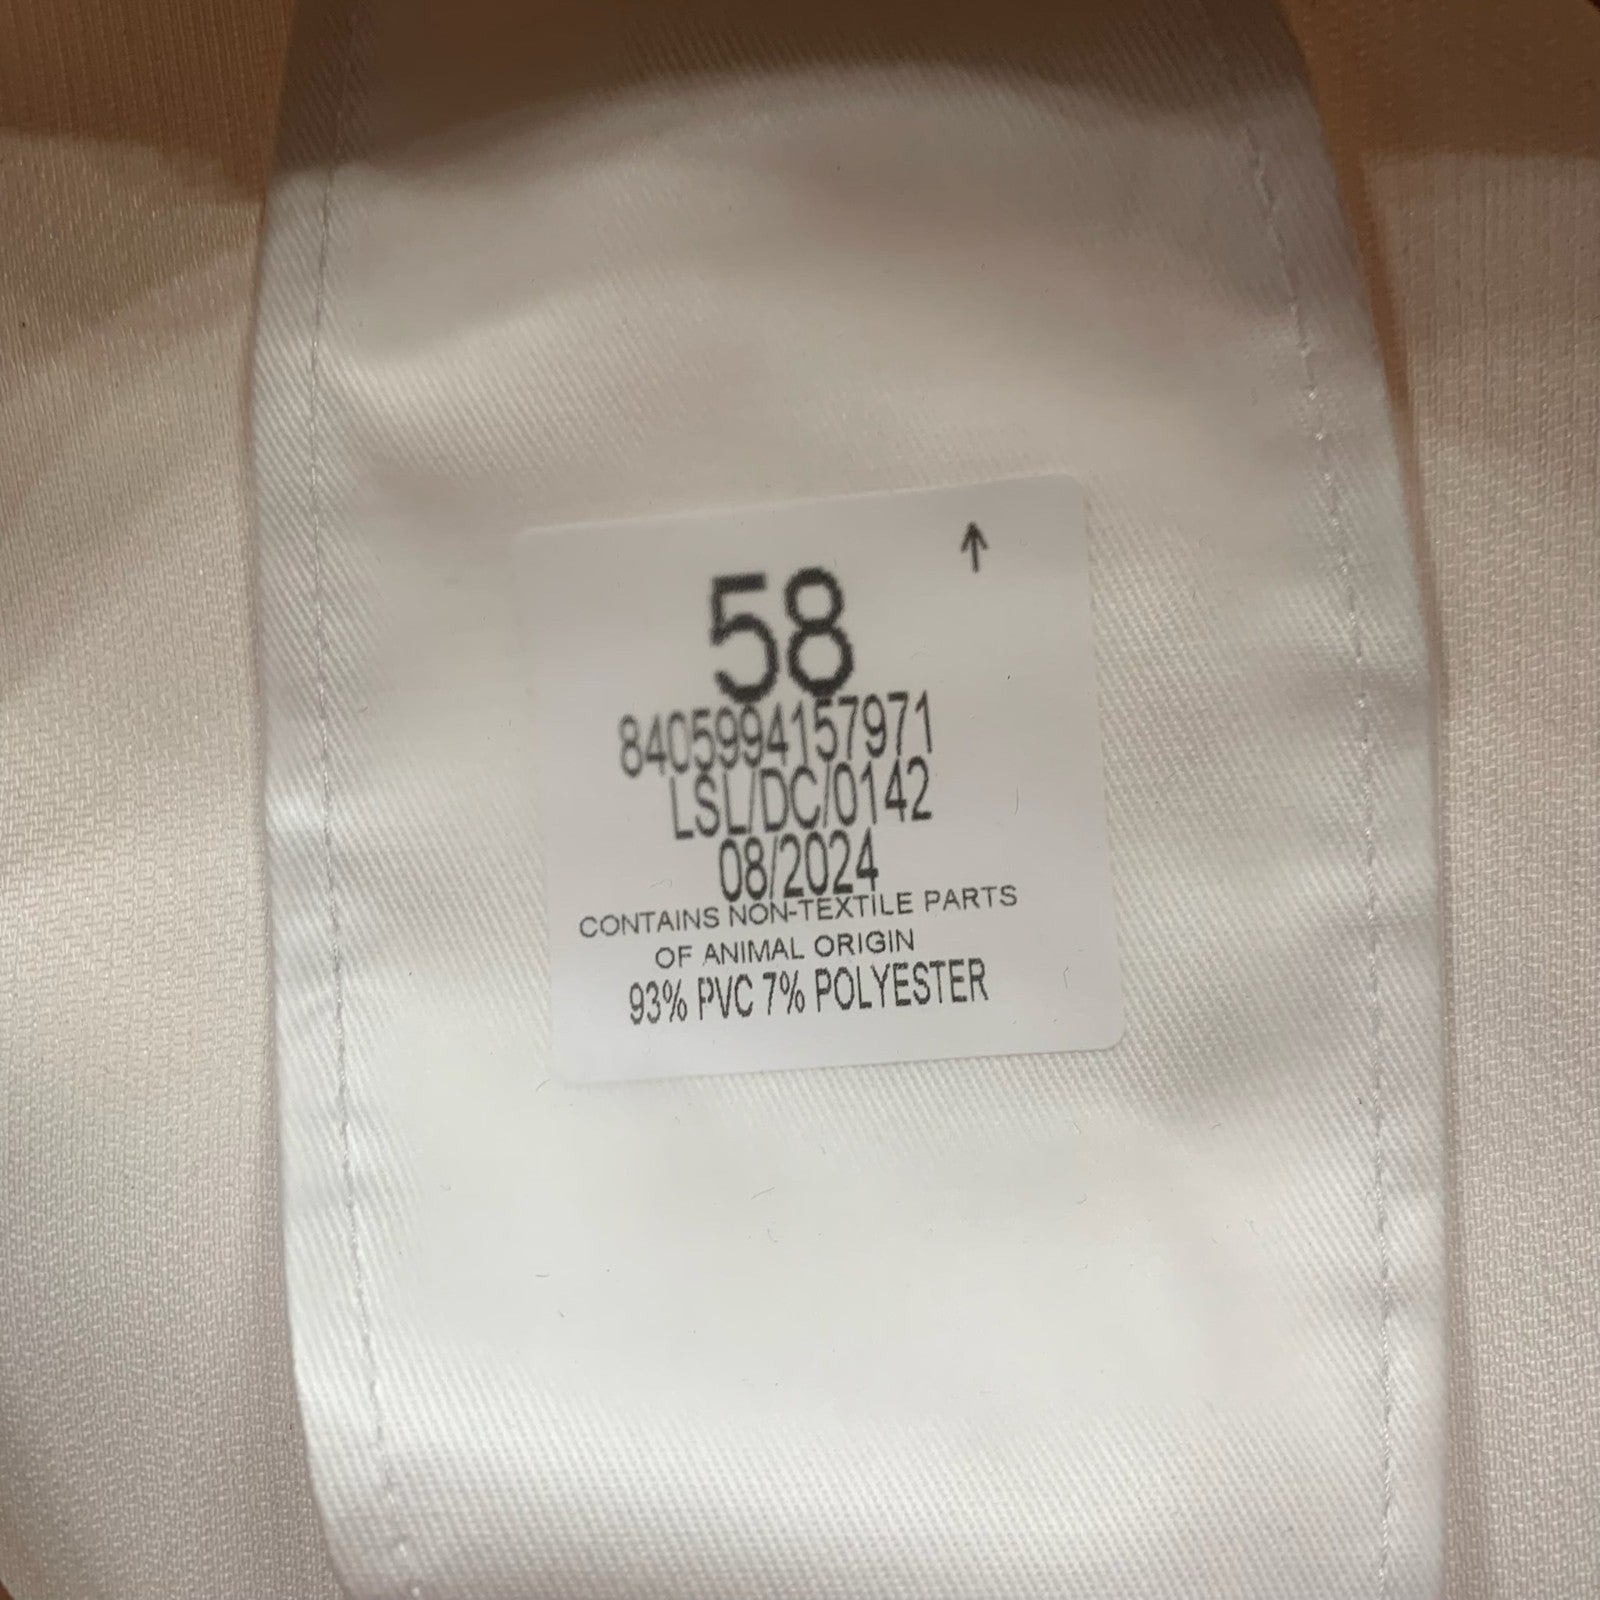 58 ↑
8405994157971
LSL/DC/0142
08/2024
CONTAINS NON-TEXTILE PARTS
OF ANIMAL ORIGIN
93% PVC 7% POLYESTER